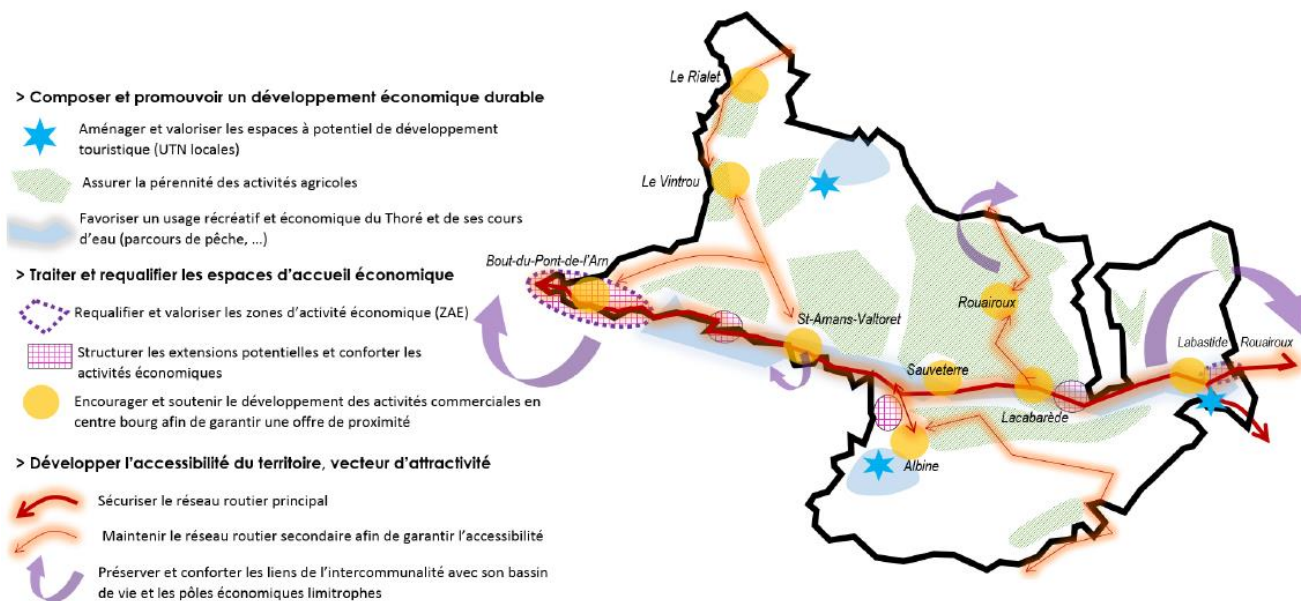 > Composer et promouvoir un développement économique durable
Aménager et valoriser les espaces à potentiel de développement
touristique (UTN locales)
Assurer la pérennité des activités agricoles
Favoriser un usage récréatif et économique du Thoré et de ses cours
d'eau (parcours de pêche, ...)
> Traiter et requalifier les espaces d'accueil économique
Requalifier et valoriser les zones d'activité économique (ZAE)
Structurer les extensions potentielles et conforter les
activités économiques
Encourager et soutenir le développement des activités commerciales en
centre bourg afin de garantir une offre de proximité
> Développer l'accessibilité du territoire, vecteur d'attractivité
Sécuriser le réseau routier principal
Maintenir le réseau routier secondaire afin de garantir l'accessibilité
Préserver et conforter les liens de l'intercommunalité avec son bassin
de vie et les pôles économiques limitrophes
Le Rialet
Le Vintrou
Bout-du-Pont-de-l'Arn
St-Amans-Valtoret
Rouairoux
Sauveterre
Labastide Rouairoux
Lacabarède
Albine